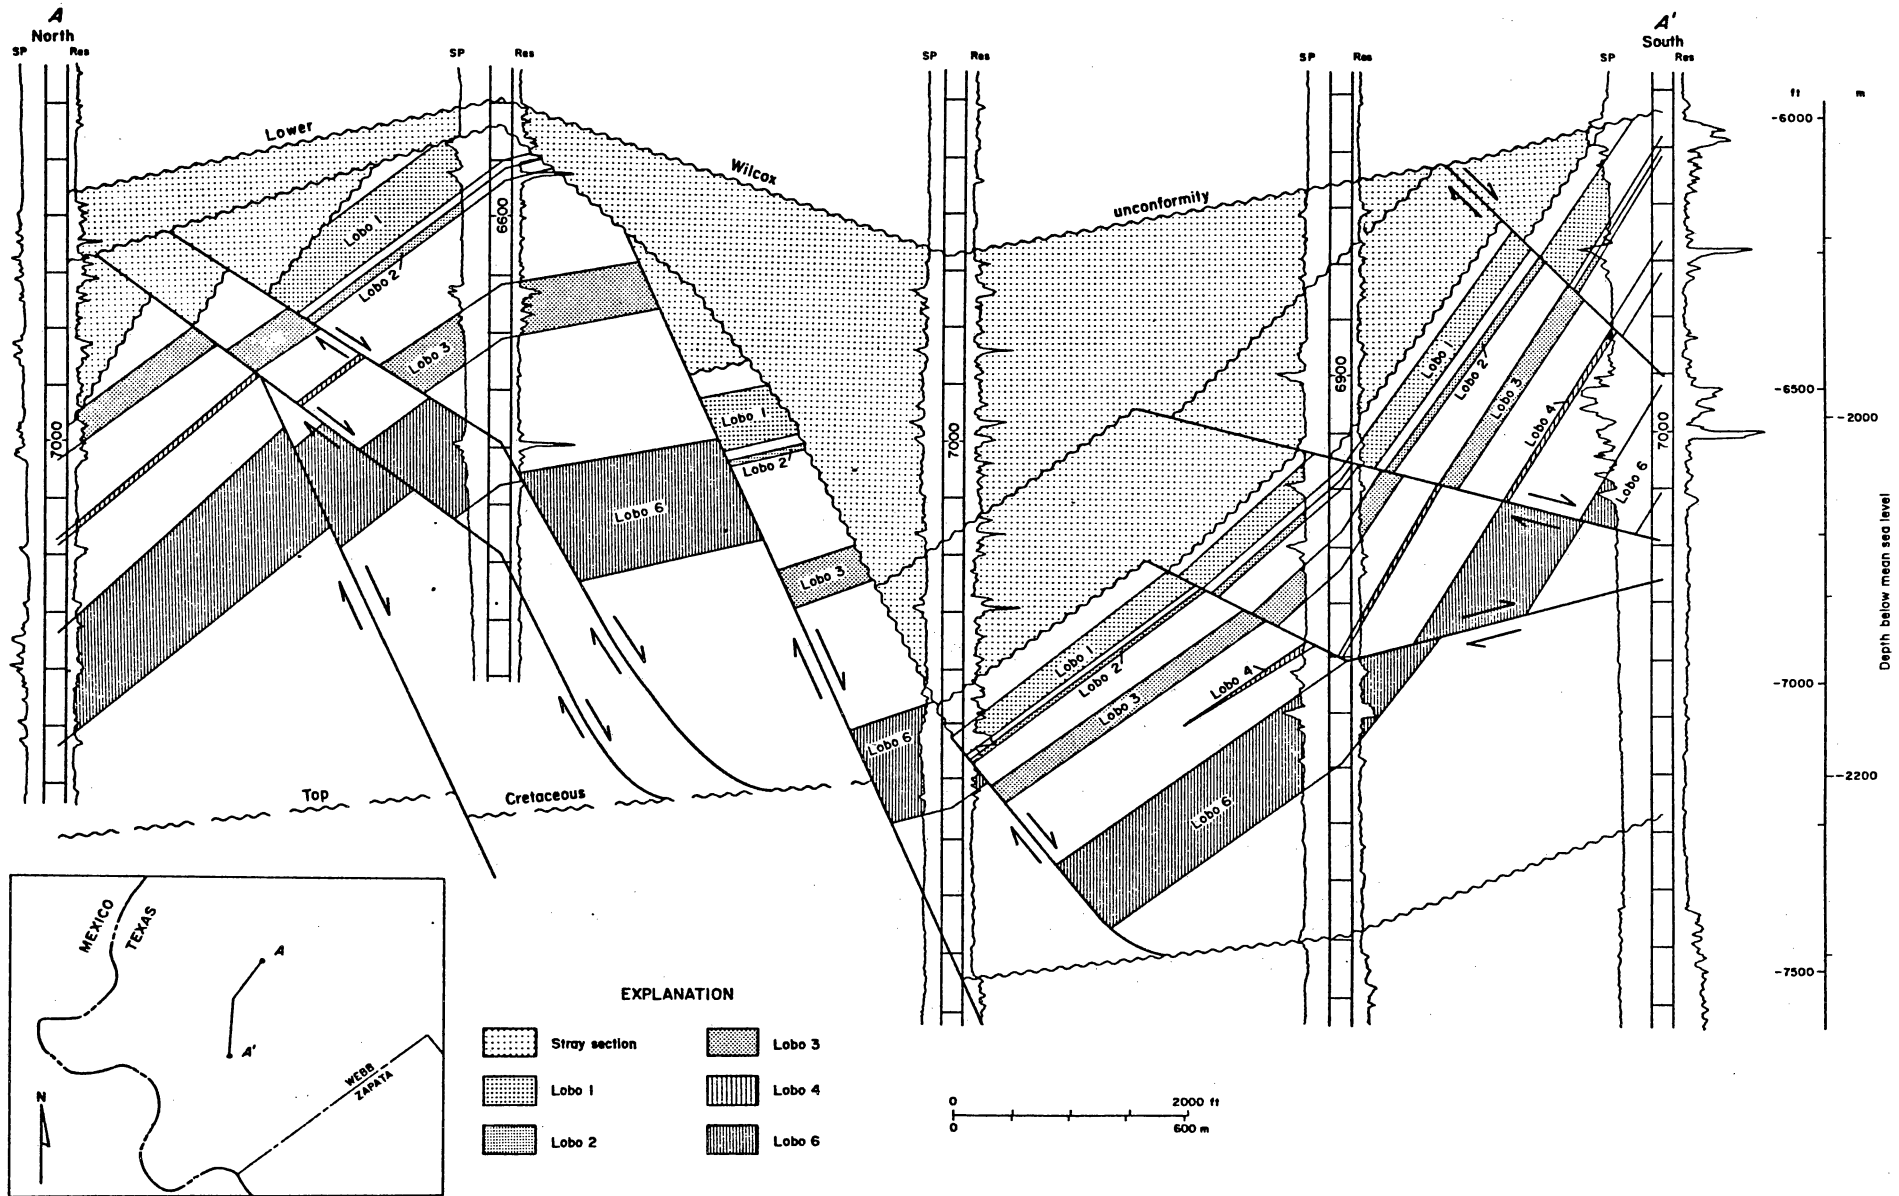 A
North
SP
Res
SP
Res
SP
Res
SP
Res
A'
South
SP
Res
ft
m
-6000
-6500
-2000
-7000
-2200
-7500
Depth below mean sea level
Lower
Wilcox
unconformity
Lobo 1
Lobo 2
Lobo 3
Lobo 6
Lobo 1
Lobo 2
Lobo 3
Lobo 6
Lobo 1
Lobo 2
Lobo 3
Lobo 4
Lobo 6
Lobo 1
Lobo 2
Lobo 3
Lobo 4
Lobo 6
7000
6600
7000
6900
7000
Top
Cretaceous
MEXICO
TEXAS
A
A'
WEBB
ZAPATA
N
EXPLANATION
Stray section
Lobo 1
Lobo 2
Lobo 3
Lobo 4
Lobo 6
0
2000 ft
0
600 m